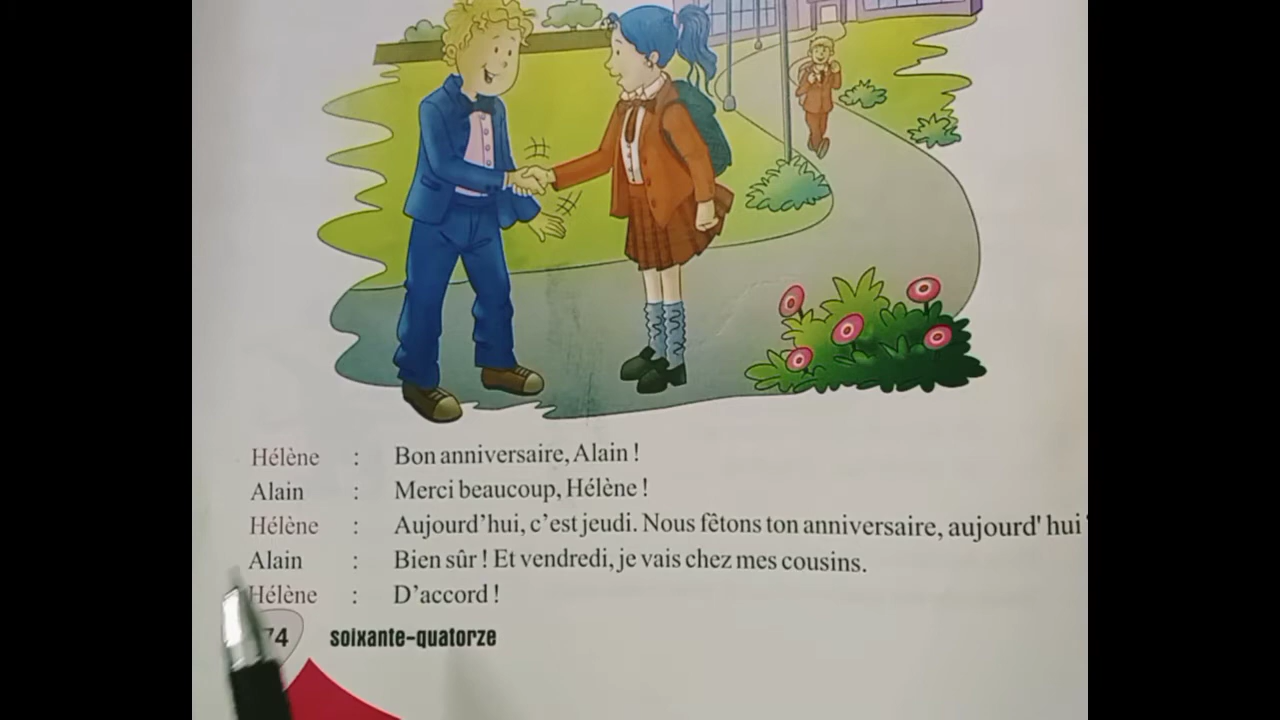 Hélène : Bon anniversaire, Alain !
Alain : Merci beaucoup, Hélène !
Hélène : Aujourd'hui, c'est jeudi. Nous fêtons ton anniversaire, aujourd' hui
Alain : Bien sûr ! Et vendredi, je vais chez mes cousins.
Hélène : D'accord !
74 soixante-quatorze